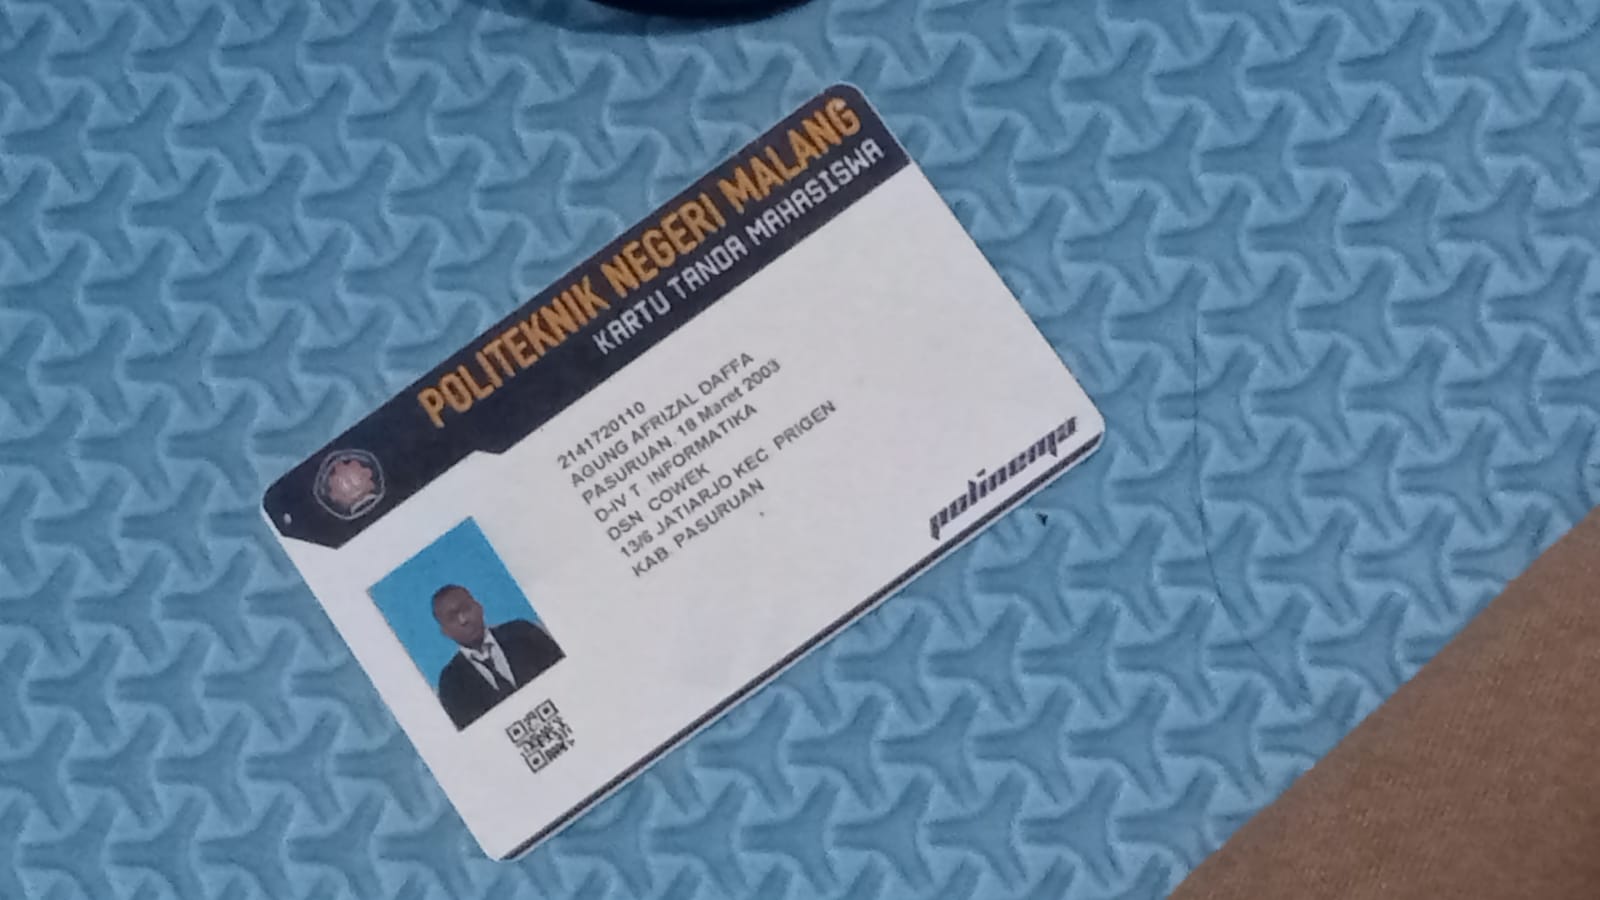 POLITEKNIK NEGERI MALANG
KARTU TANDA MAHASISWA
2141720110
AGUNG AFRIZAL DAFFA
PASURUAN, 18 Maret 2003
D-IV T. INFORMATIKA
DSN. COWEK
13/6 JATIARJO KEC. PRIGEN
KAB. PASURUAN
polinema